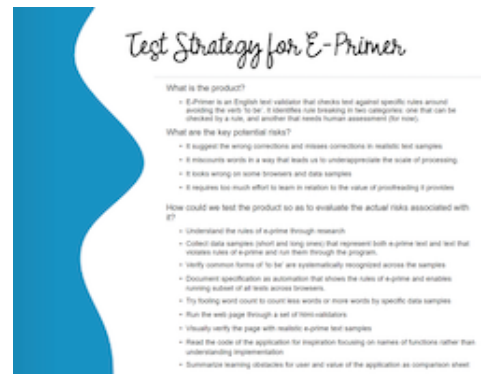 Test Strategy for E-Primer
What is the product?
• E-Primer is an English text validator that checks text against specific rules around
avoiding the verb 'to be'. It identifies rule breaking in two categories: one that can be
checked by a rule, and another that needs human assessment (for now).
What are the key potential risks?
• It suggest the wrong corrections and misses corrections in realistic text samples
• It miscounts words in a way that leads us to underappreciate the scale of processing
• It looks wrong on some browsers and data samples
• It requires too much effort to learn in relation to the value of proofreading it provides
How could we test the product so as to evaluate the actual risks associated with
it?
• Understand the rules of e-prime through research
• Collect data samples (short and long ones) that represent both e-prime text and text that
violates rules of e-prime and run them through the program.
• Verify common forms of 'to be' are systematically recognized across the samples
• Document specification as automation that shows the rules of e-prime and enables
running subset of all tests across browsers.
• Try fooling word count to count less words or more words by specific data samples
• Run the web page through a set of html-validators
• Visually verify the page with realistic e-prime text samples
• Read the code of the application for inspiration focusing on names of functions rather than
understanding implementation
• Summarize learning obstacles for user and value of the application as comparison sheet